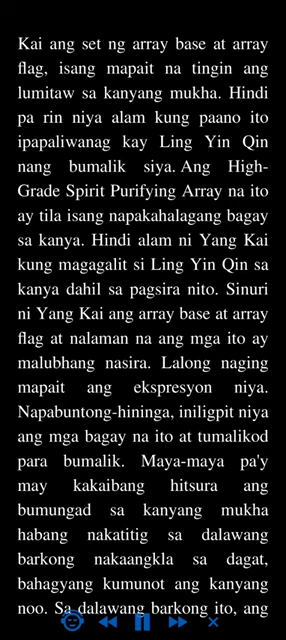 Kai ang set ng array base at array
flag, isang mapait na tingin ang
lumitaw sa kanyang mukha. Hindi
pa rin niya alam kung paano ito
ipapaliwanag kay Ling Yin Qin
nang bumalik siya. Ang High-
Grade Spirit Purifying Array na ito
ay tila isang napakahalagang bagay
sa kanya. Hindi alam ni Yang Kai
kung magagalit si Ling Yin Qin sa
kanya dahil sa pagsira nito. Sinuri
ni Yang Kai ang array base at array
flag at nalaman na ang mga ito ay
malubhang nasira. Lalong naging
mapait ang ekspresyon niya.
Napabuntong-hininga, iniligpit niya
ang mga bagay na ito at tumalikod
para bumalik. Maya-maya pa'y
may kakaibang hitsura ang
bumungad sa kanyang mukha
habang nakatitig sa dalawang
barkong nakaangkla sa dagat,
bahagyang kumunot ang kanyang
noo. Sa dalawang barkong ito, ang